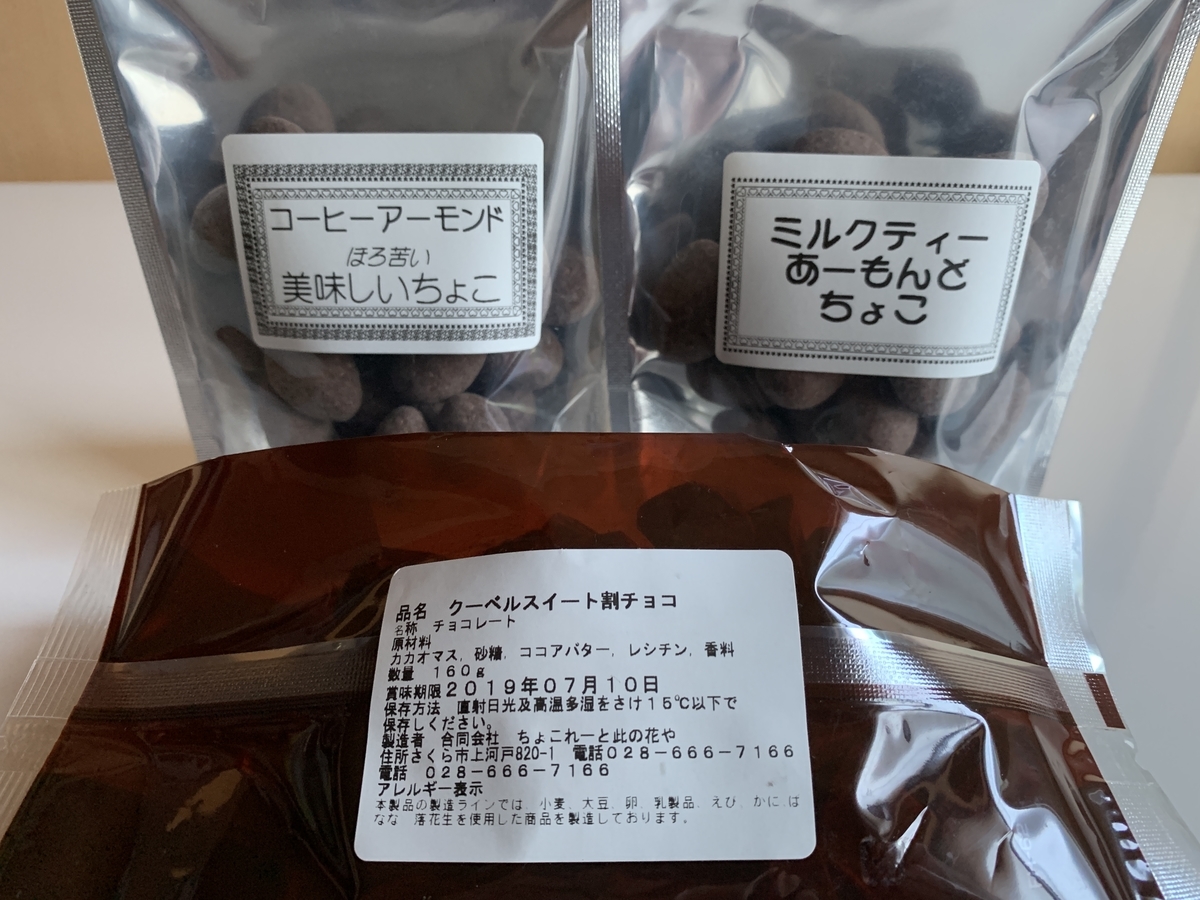 コーヒーアーモンド
ほろ苦い
美味しいちょこ
ミルクティー
あーもんど
ちょこ
品名 クーベルスイート割チョコ
名称 チョコレート
原材料
カカオマス, 砂糖, ココアバター, レシチン, 香料
数量 160g
賞味期限2019年07月10日
保存方法 直射日光及高温多湿をさけ15℃以下で
保存しください。
製造者 合同会社 ちょこれーと此の花や
住所さくら市上河戸820-1 電話028-666-7166
電話 028-666-7166
アレルギー表示
本製品の製造ラインでは、小麦、大豆、卵、乳製品、えび、かに、ば
なな 落花生を使用した商品を製造しております。